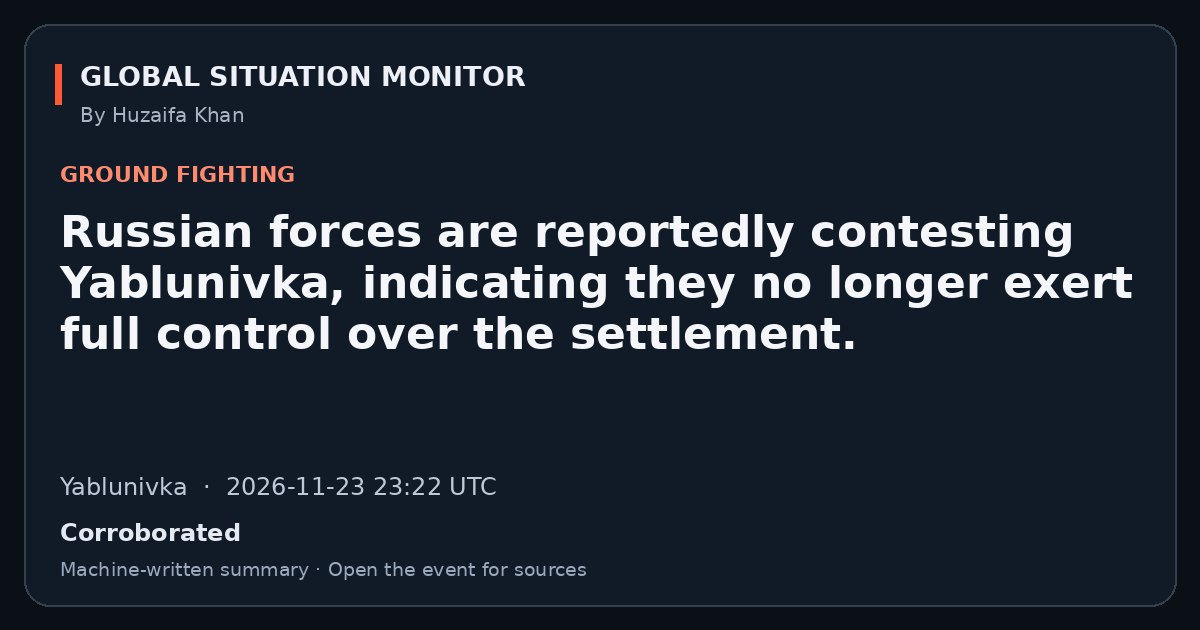 GLOBAL SITUATION MONITOR
By Huzaifa Khan
GROUND FIGHTING
Russian forces are reportedly contesting
Yablunivka, indicating they no longer exert
full control over the settlement.
Yablunivka · 2026-11-23 23:22 UTC
Corroborated
Machine-written summary · Open the event for sources